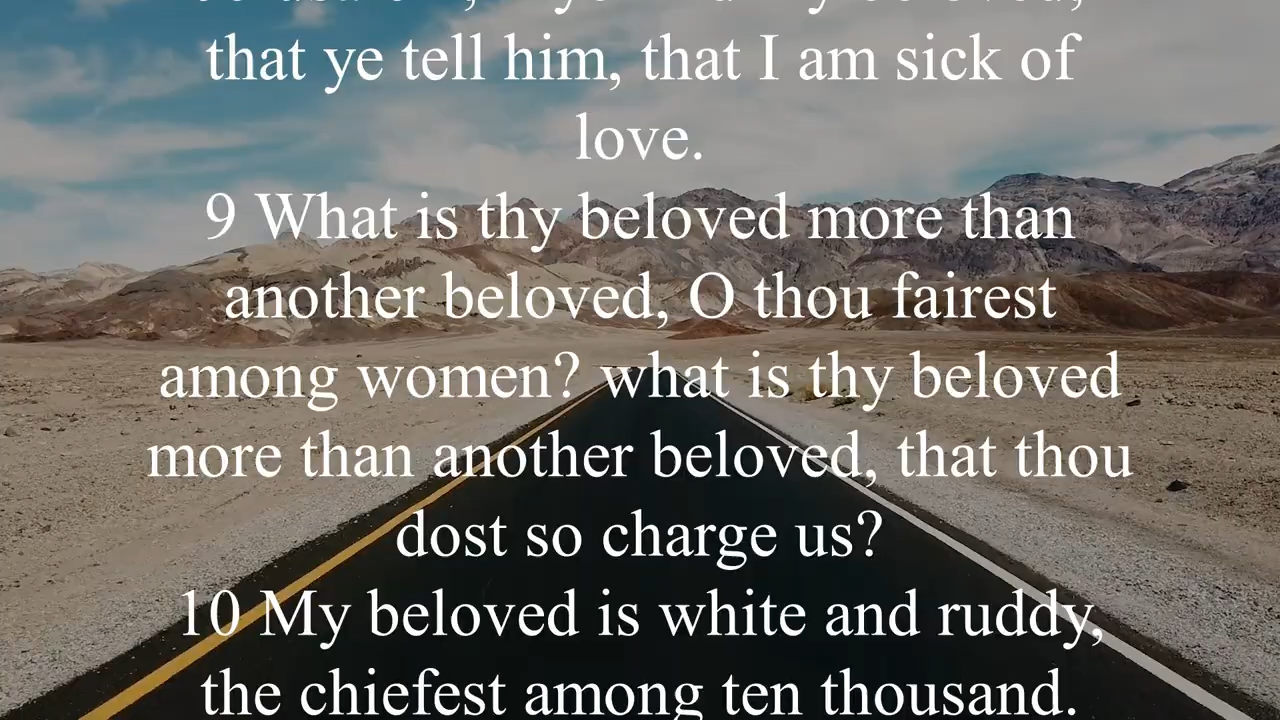 that ye tell him, that I am sick of
love.
9 What is thy beloved more than
another beloved, O thou fairest
among women? what is thy beloved
more than another beloved, that thou
dost so charge us?
10 My beloved is white and ruddy,
the chiefest among ten thousand.